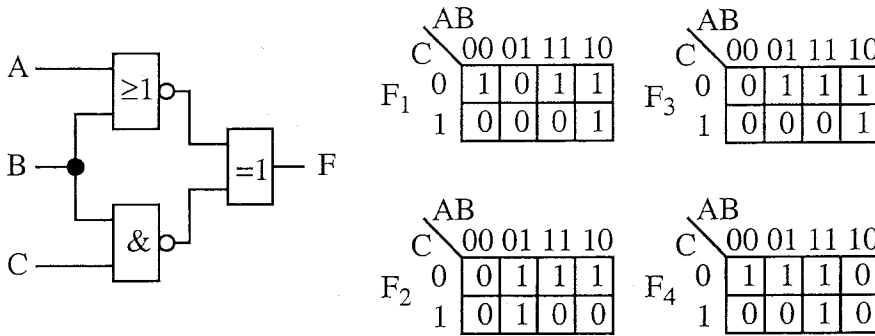 A
B
C
≥1
&
=1
F
AB
C 00 01 11 10
F1
0 1 0 1 1
1 0 0 0 1
AB
C 00 01 11 10
F3
0 0 1 1 1
1 0 0 0 1
AB
C 00 01 11 10
F2
0 0 1 1 1
1 0 1 0 0
AB
C 00 01 11 10
F4
0 1 1 1 0
1 0 0 1 0